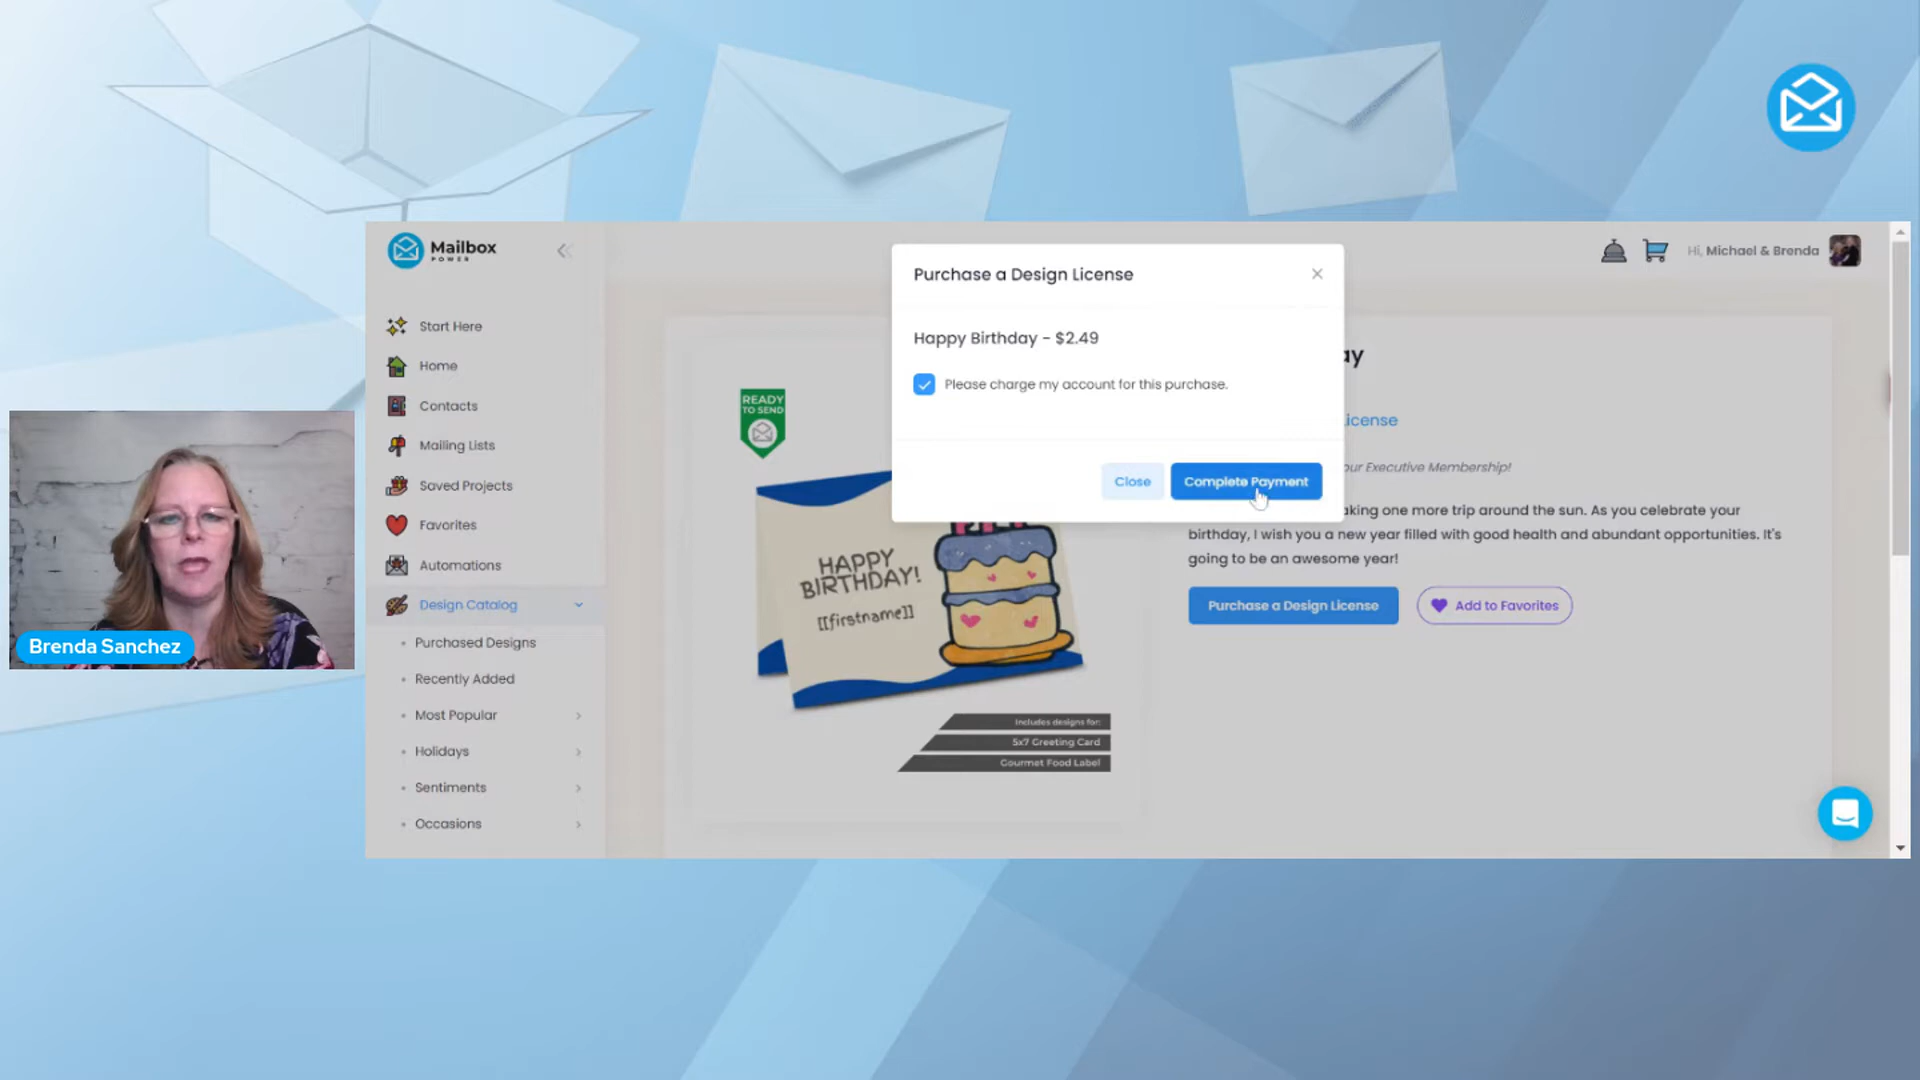 Mailbox
POWER
Hi, Michael & Brenda
Start Here
Home
Contacts
Mailing Lists
Saved Projects
Favorites
Automations
Design Catalog
Purchased Designs
Recently Added
Most Popular
Holidays
Sentiments
Occasions
Brenda Sanchez
Purchase a Design License
Happy Birthday - $2.49
Please charge my account for this purchase.
Close
Complete Payment
READY
TO SEND
HAPPY
BIRTHDAY!
[[firstname]]
Includes designs for:
5x7 Greeting Card
Gourmet Food Label
License
our Executive Membership!
aking one more trip around the sun. As you celebrate your
birthday, I wish you a new year filled with good health and abundant opportunities. It's
going to be an awesome year!
Purchase a Design License
Add to Favorites